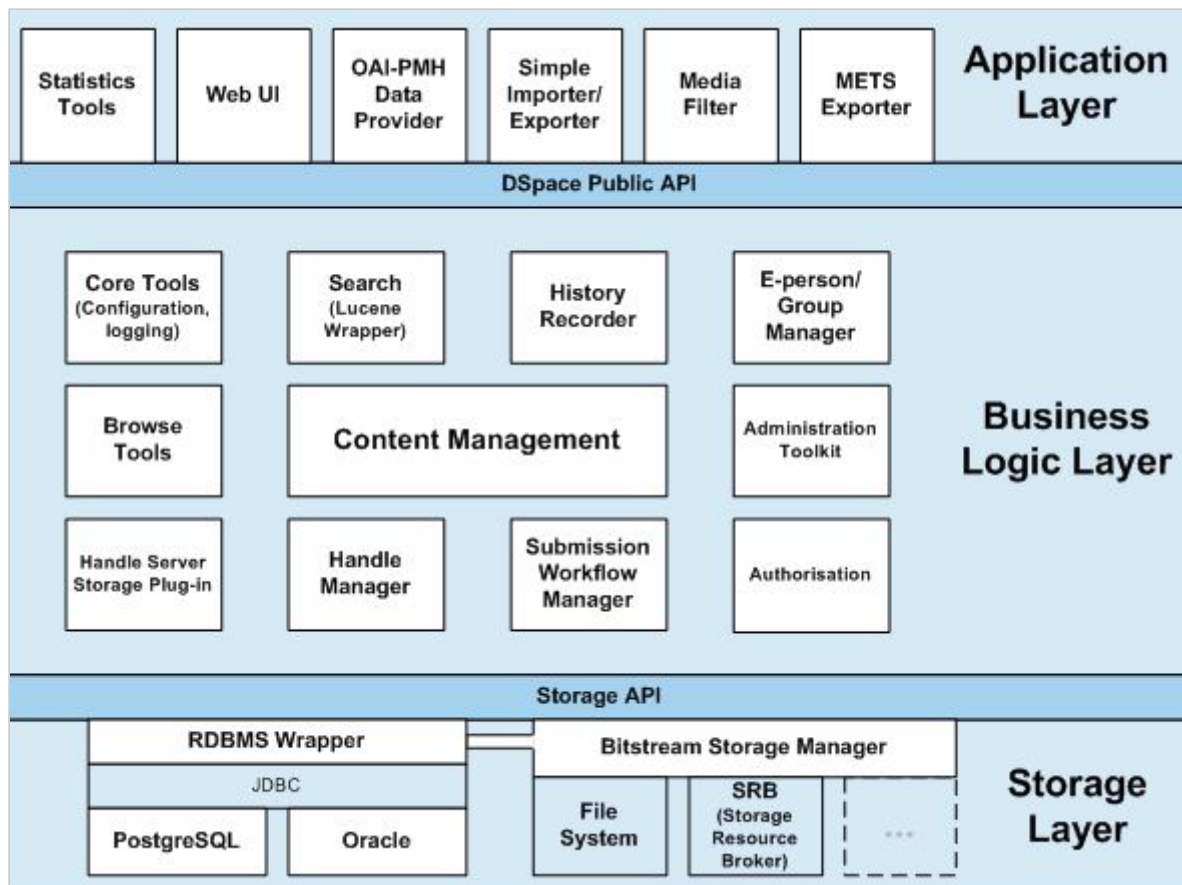 Statistics
Tools
Web UI
OAI-PMH
Data
Provider
Simple
Importer/
Exporter
Media
Filter
METS
Exporter
Application
Layer
DSpace Public API
Core Tools
(Configuration,
logging)
Search
(Lucene
Wrapper)
History
Recorder
E-person/
Group
Manager
Browse
Tools
Content Management
Administration
Toolkit
Business
Logic Layer
Handle Server
Storage Plug-in
Handle
Manager
Submission
Workflow
Manager
Authorisation
Storage API
RDBMS Wrapper
JDBC
PostgreSQL
Oracle
Bitstream Storage Manager
File
System
SRB
(Storage
Resource
Broker)
...
Storage
Layer